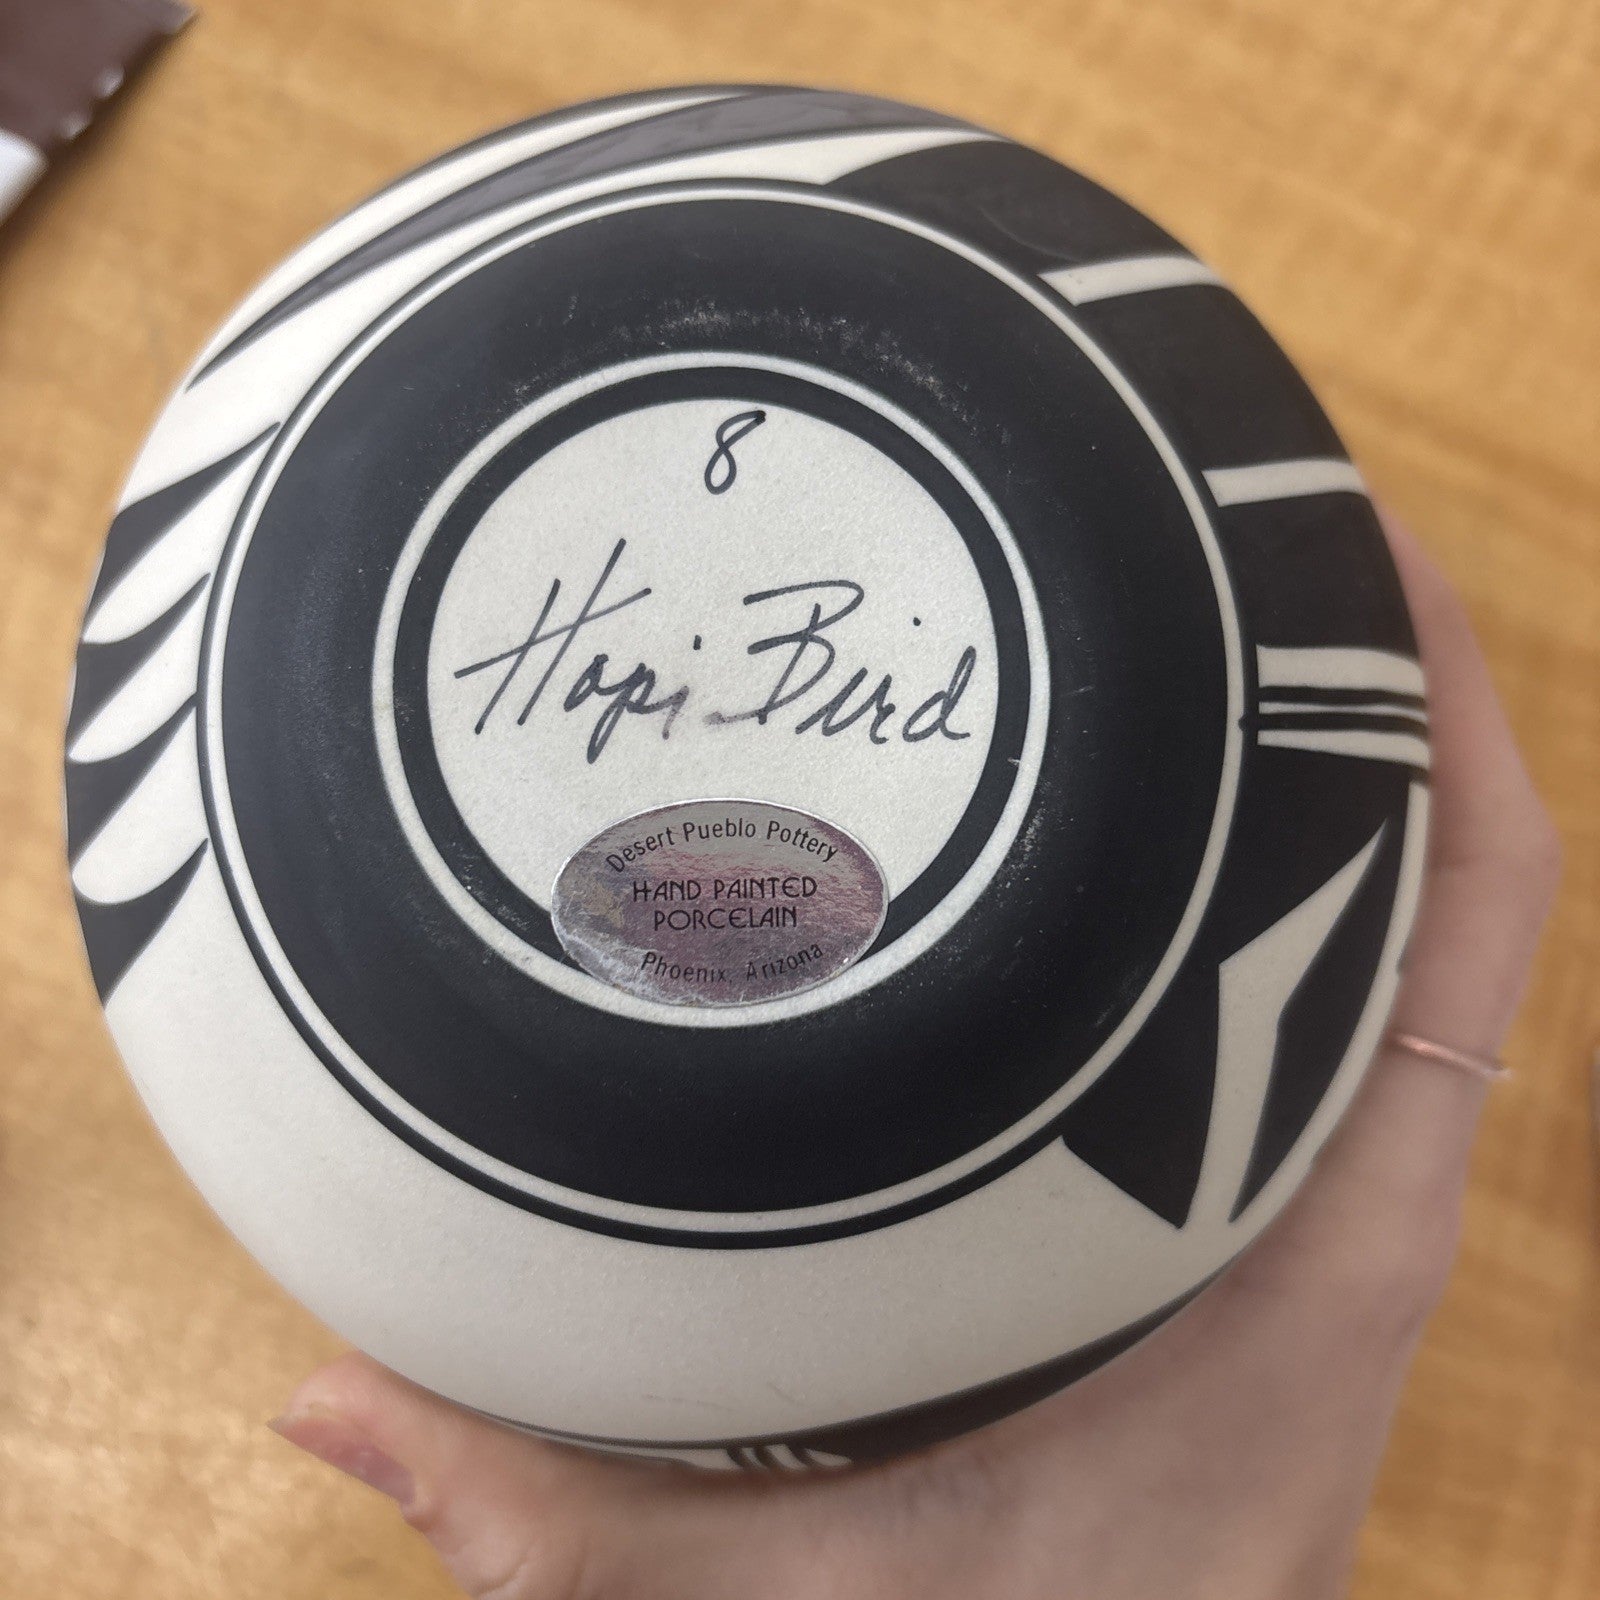 8
Hopi Bird
Desert Pueblo Pottery
HAND PAINTED
PORCELAIN
Phoenix, Arizona